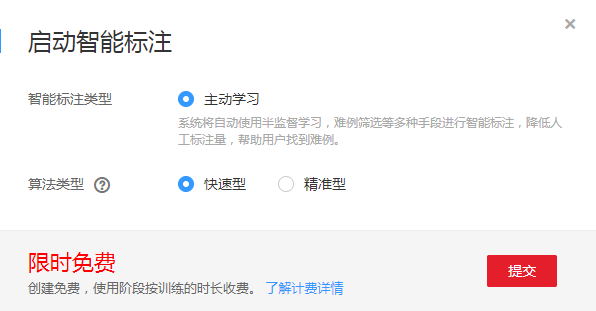 启动智能标注
×
智能标注类型
主动学习
系统将自动使用半监督学习，难例筛选等多种手段进行智能标注，降低人
工标注量，帮助用户找到难例。
算法类型 ?
快速型
精准型
限时免费
创建免费，使用阶段按训练的时长收费。 了解计费详情
提交